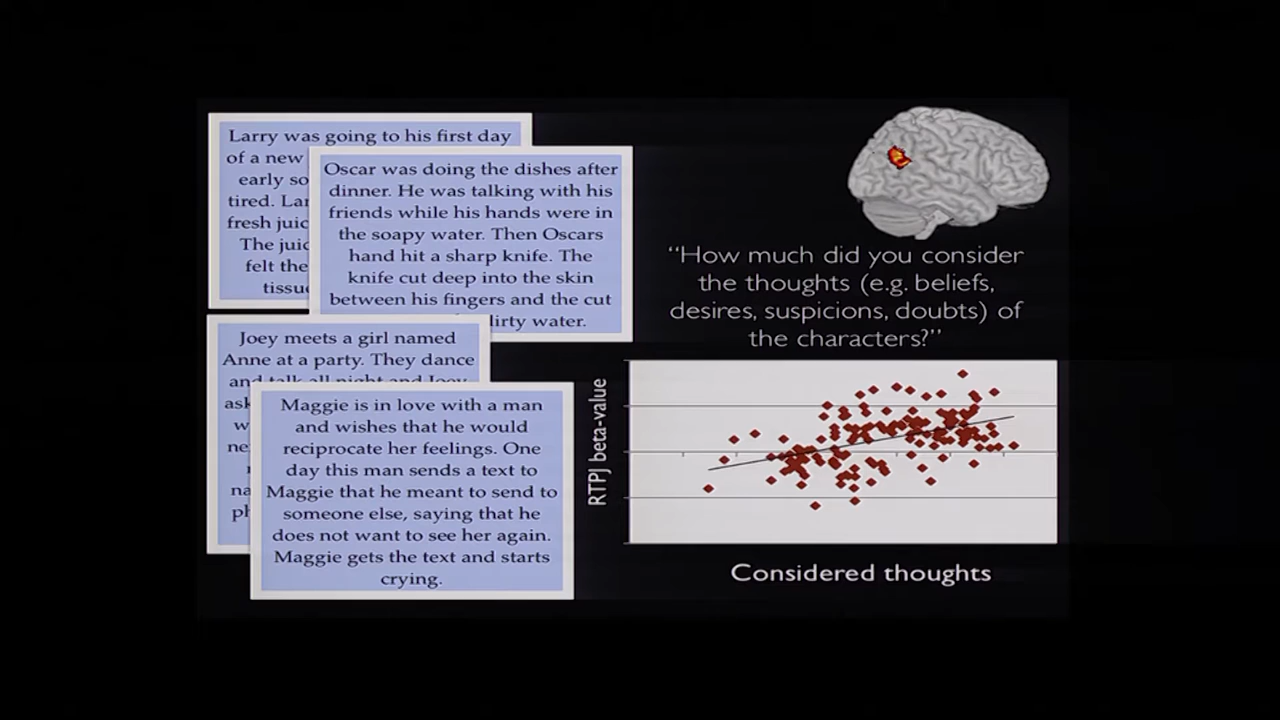 Larry was going to his first day
of a new
early so
tired. Lar
fresh juic
The juic
felt the
tissu
Oscar was doing the dishes after
dinner. He was talking with his
friends while his hands were in
the soapy water. Then Oscars
hand hit a sharp knife. The
knife cut deep into the skin
between his fingers and the cut
dirty water.
Joey meets a girl named
Anne at a party. They dance
and talk all night and Joey
ask
w
ne
na
ph
Maggie is in love with a man
and wishes that he would
reciprocate her feelings. One
day this man sends a text to
Maggie that he meant to send to
someone else, saying that he
does not want to see her again.
Maggie gets the text and starts
crying.
“How much did you consider
the thoughts (e.g. beliefs,
desires, suspicions, doubts) of
the characters?”
RTPJ beta-value
Considered thoughts